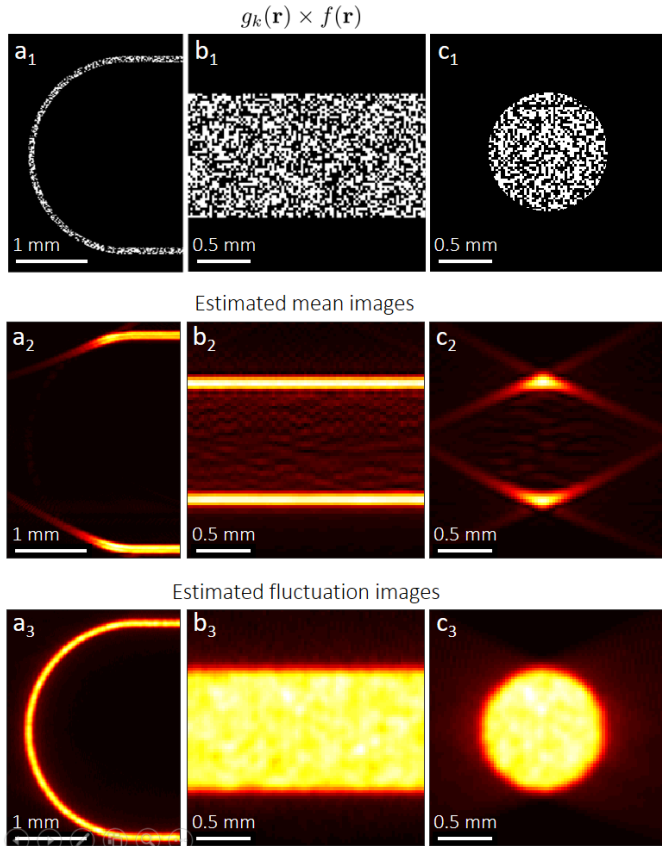 g_k(r) × f(r)
a₁ b₁ c₁
1 mm 0.5 mm 0.5 mm
Estimated mean images
a₂ b₂ c₂
1 mm 0.5 mm 0.5 mm
Estimated fluctuation images
a₃ b₃ c₃
1 mm 0.5 mm 0.5 mm